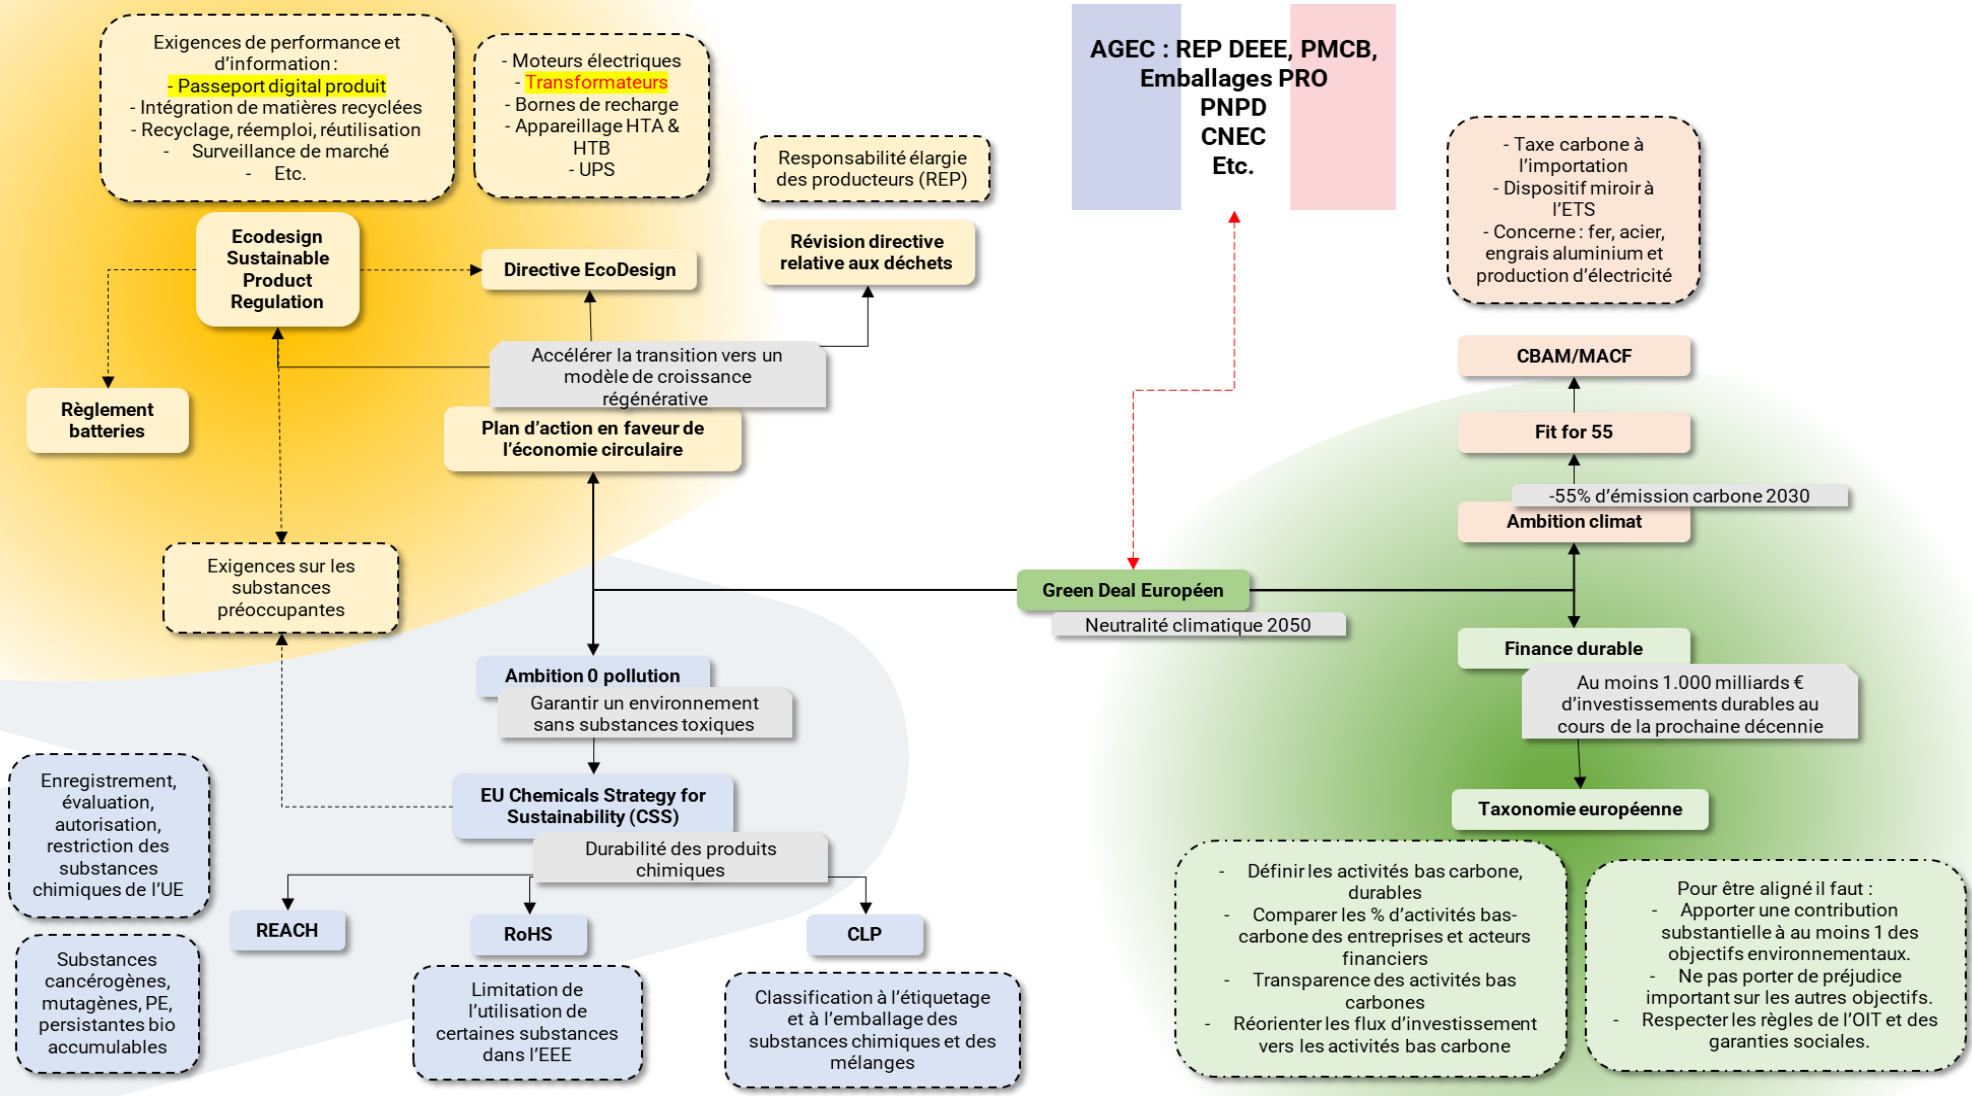 Exigences de performance et
d'information :
- Passeport digital produit
- Intégration de matières recyclées
- Recyclage, réemploi, réutilisation
- Surveillance de marché
- Etc.
- Moteurs électriques
- Transformateurs
- Bornes de recharge
- Appareillage HTA &
HTB
- UPS
Responsabilité élargie
des producteurs (REP)
AGEC : REP DEEE, PMCB,
Emballages PRO
PNPD
CNEC
Etc.
- Taxe carbone à
l'importation
- Dispositif miroir à
l'ETS
- Concerne : fer, acier,
engrais aluminium et
production d'électricité
Ecodesign
Sustainable
Product
Regulation
Directive EcoDesign
Révision directive
relative aux déchets
Accélérer la transition vers un
modèle de croissance
régénérative
CBAM/MACF
Règlement
batteries
Plan d'action en faveur de
l'économie circulaire
Fit for 55
-55% d'émission carbone 2030
Ambition climat
Exigences sur les
substances
préoccupantes
Green Deal Européen
Neutralité climatique 2050
Finance durable
Au moins 1.000 milliards €
d'investissements durables au
cours de la prochaine décennie
Ambition 0 pollution
Garantir un environnement
sans substances toxiques
EU Chemicals Strategy for
Sustainability (CSS)
Durabilité des produits
chimiques
Taxonomie européenne
Enregistrement,
évaluation,
autorisation,
restriction des
substances
chimiques de l'UE
REACH
RoHS
CLP
Substances
cancérogènes,
mutagènes, PE,
persistantes bio
accumulables
Limitation de
l'utilisation de
certaines substances
dans l'EEE
Classification à l'étiquetage
et à l'emballage des
substances chimiques et des
mélanges
- Définir les activités bas carbone,
durables
- Comparer les % d'activités bas-
carbone des entreprises et acteurs
financiers
- Transparence des activités bas
carbones
- Réorienter les flux d'investissement
vers les activités bas carbone
Pour être aligné il faut :
- Apporter une contribution
substantielle à au moins 1 des
objectifs environnementaux.
- Ne pas porter de préjudice
important sur les autres objectifs.
- Respecter les règles de l'OIT et des
garanties sociales.